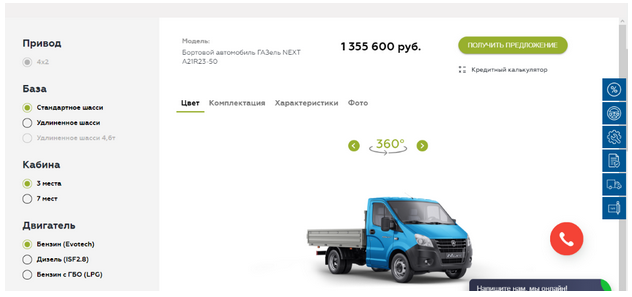 Привод
4x2
База
Стандартное шасси
Удлиненное шасси
Удлиненное шасси 4,6т
Кабина
3 места
7 мест
Двигатель
Бензин (Evotech)
Дизель (ISF2.8)
Бензин с ГБО (LPG)
Модель:
Бортовой автомобиль ГАЗель NEXT
A21R23-50
1 355 600 руб.
ПОЛУЧИТЬ ПРЕДЛОЖЕНИЕ
Кредитный калькулятор
Цвет Комплектация Характеристики Фото
360°
Напишите нам, мы онлайн!